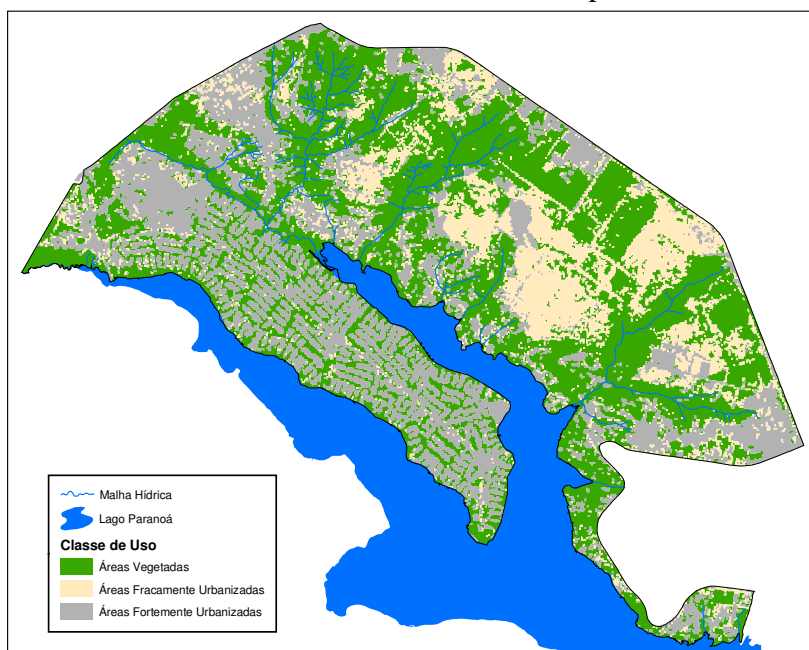 Malha Hídrica
Lago Paranoá
Classe de Uso
Áreas Vegetadas
Áreas Fracamente Urbanizadas
Áreas Fortemente Urbanizadas